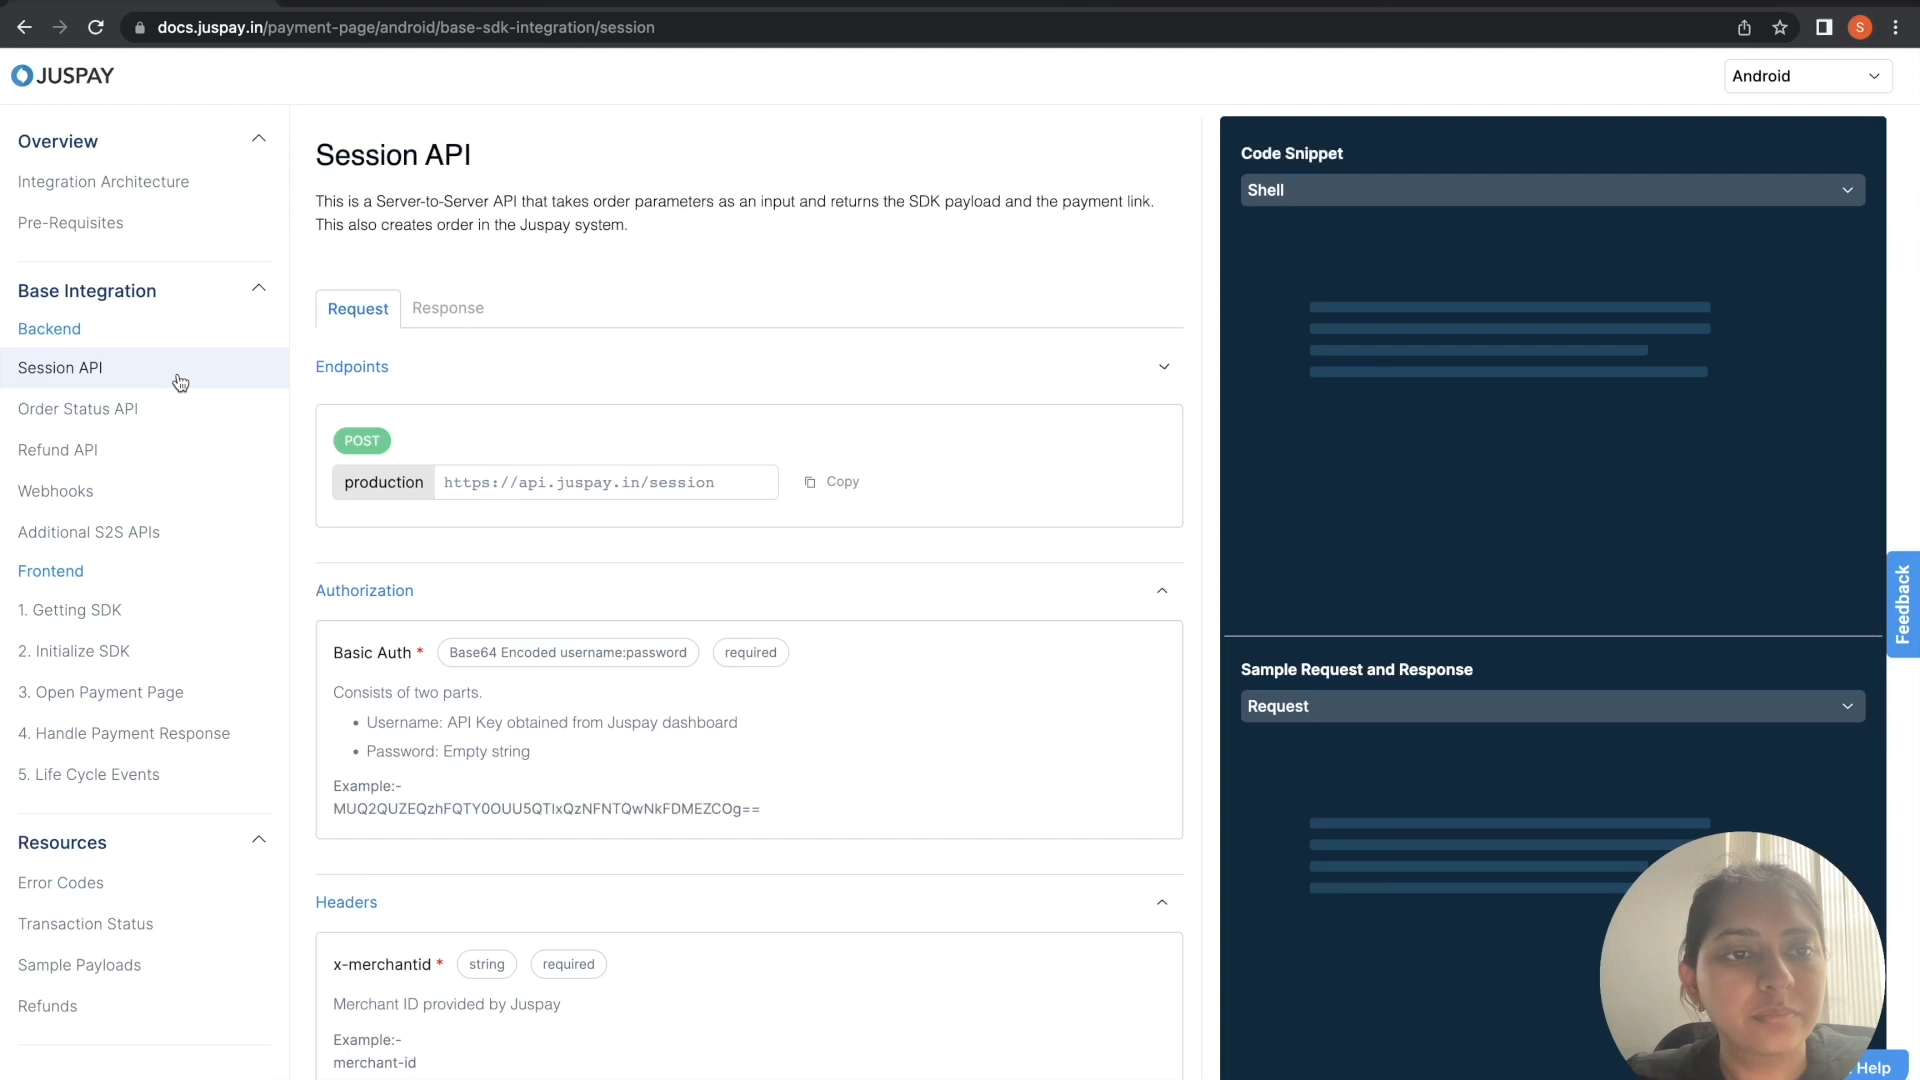 docs.juspay.in/payment-page/android/base-sdk-integration/session
S
JUSPAY
Android
Overview
Integration Architecture
Pre-Requisites
Base Integration
Backend
Session API
Order Status API
Refund API
Webhooks
Additional S2S APIs
Frontend
1. Getting SDK
2. Initialize SDK
3. Open Payment Page
4. Handle Payment Response
5. Life Cycle Events
Resources
Error Codes
Transaction Status
Sample Payloads
Refunds
Session API
This is a Server-to-Server API that takes order parameters as an input and returns the SDK payload and the payment link.
This also creates order in the Juspay system.
Request Response
Endpoints
POST
production https://api.juspay.in/session Copy
Authorization
Basic Auth * Base64 Encoded username:password required
Consists of two parts.
• Username: API Key obtained from Juspay dashboard
• Password: Empty string
Example:-
MUQ2QUZEQzhFQTY0OUU5QTIxQzNFNTQwNkFDMEZCOg==
Headers
x-merchantid * string required
Merchant ID provided by Juspay
Example:-
merchant-id
Code Snippet
Shell
Sample Request and Response
Request
Feedback
Help